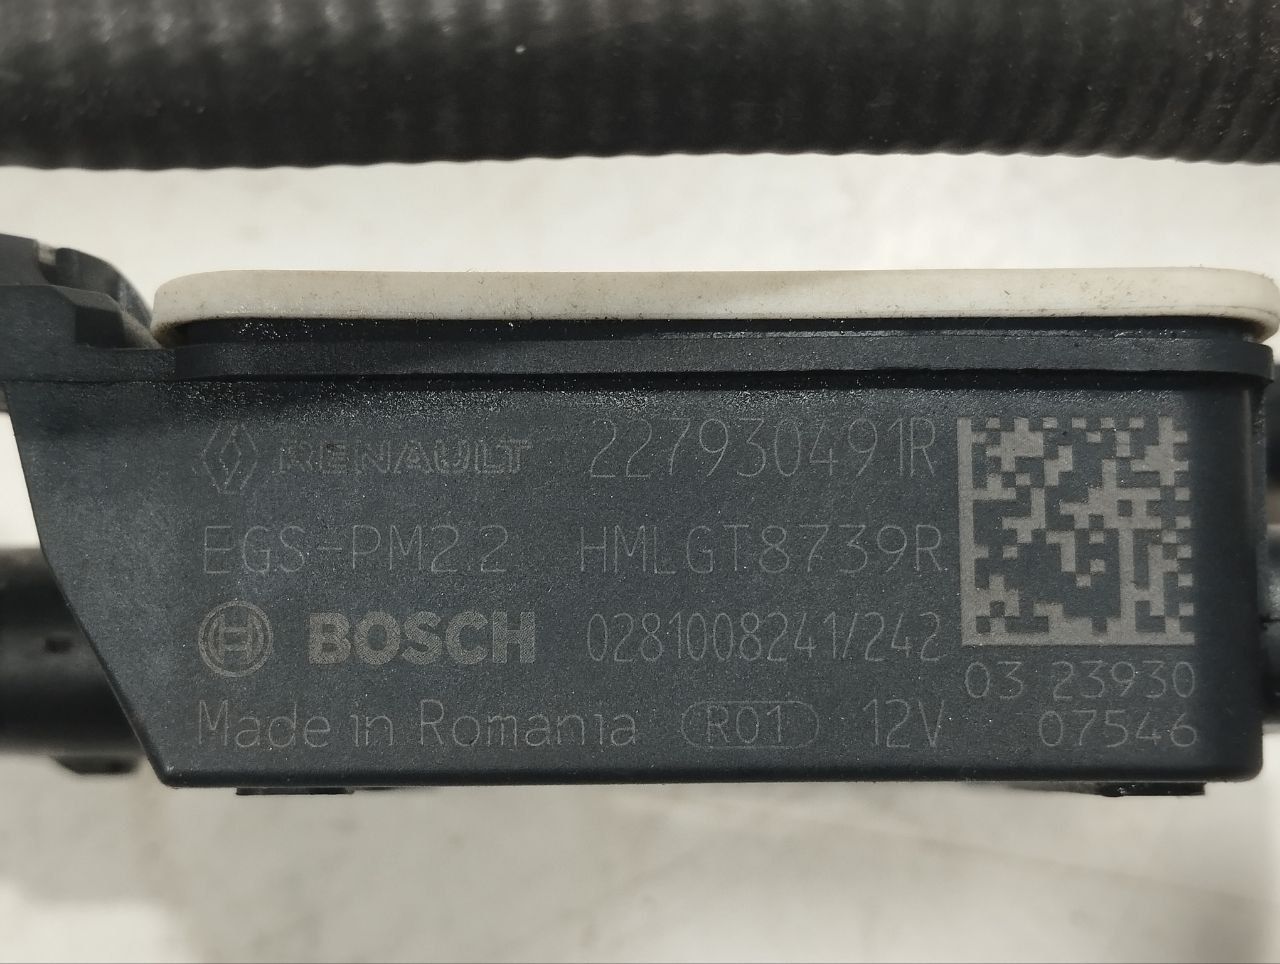 RENAULT 227930491R
EGS-PM2.2 HMLGT8739R
BOSCH 0281008241/242
03 23930
Made in Romania R01 12V 07546